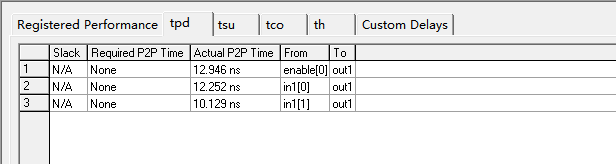 Registered Performance tpd tsu tco th Custom Delays
Slack Required P2P Time Actual P2P Time From To
1 N/A None 12.946 ns enable[0] out1
2 N/A None 12.252 ns in1[0] out1
3 N/A None 10.129 ns in1[1] out1